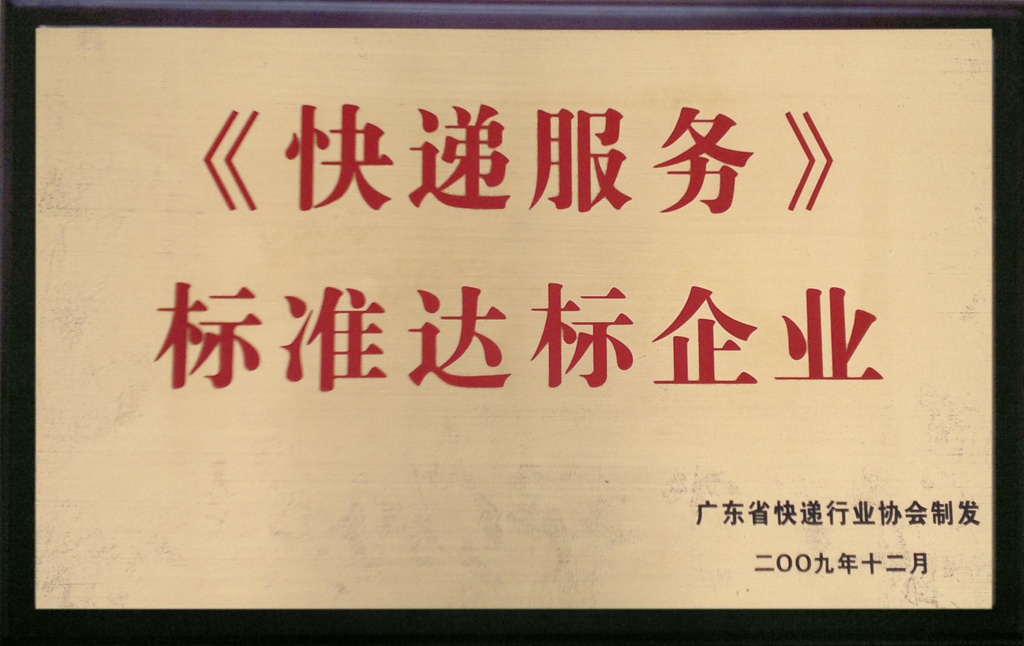 《快递服务》
标准达标企业
广东省快递行业协会制发
二OO九年十二月